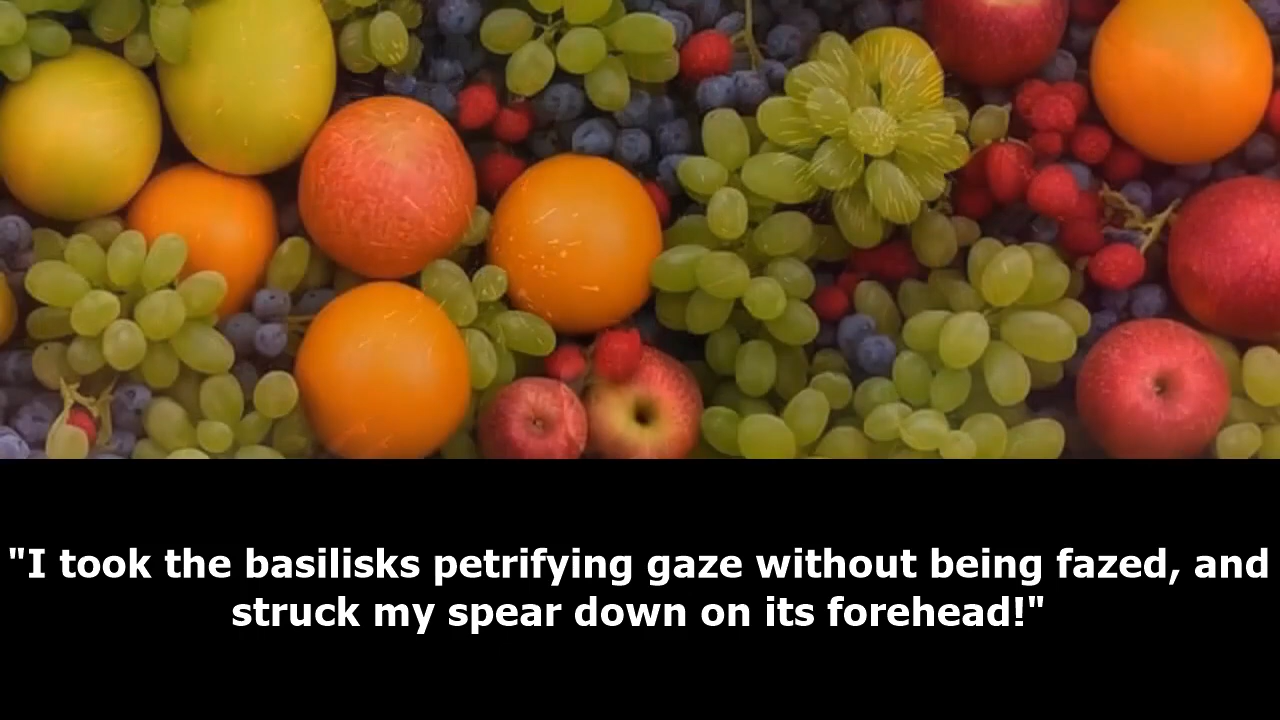 "I took the basilisks petrifying gaze without being fazed, and
struck my spear down on its forehead!"